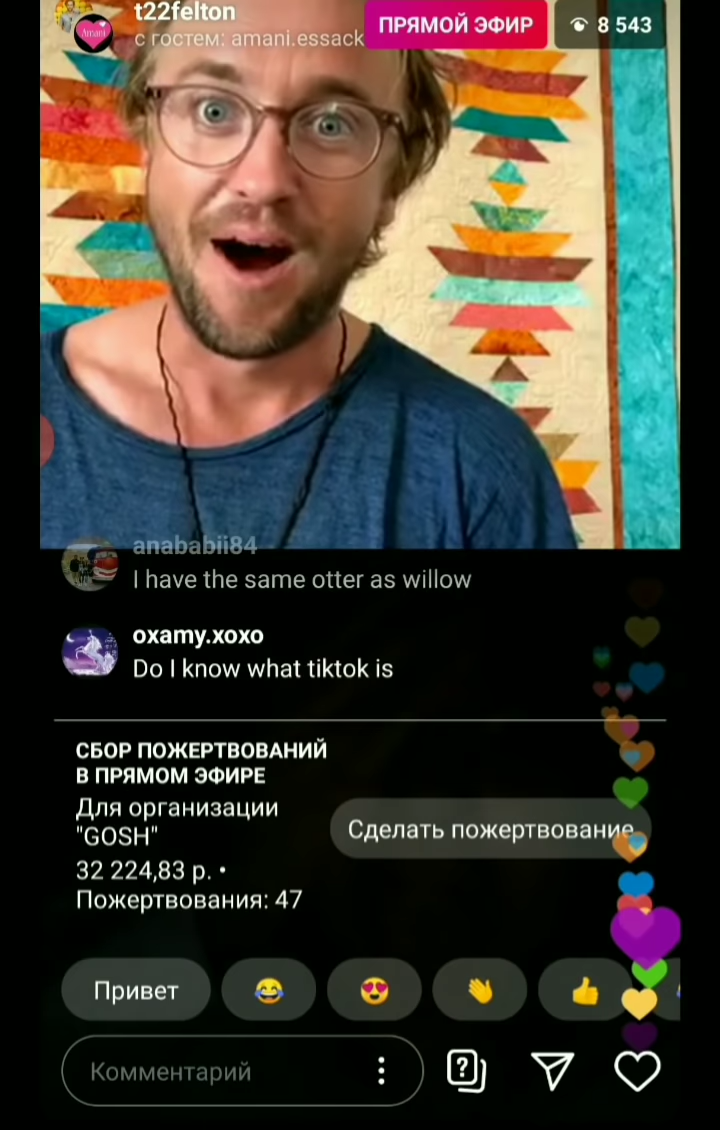 t22felton
с гостем: amani.essack
ПРЯМОЙ ЭФИР
8 543
Amani
anababii84
I have the same otter as willow
oxamy.xoxo
Do I know what tiktok is
СБОР ПОЖЕРТВОВАНИЙ
В ПРЯМОМ ЭФИРЕ
Для организации
"GOSH"
32 224,83 р. •
Пожертвования: 47
Сделать пожертвование
Привет
Комментарий